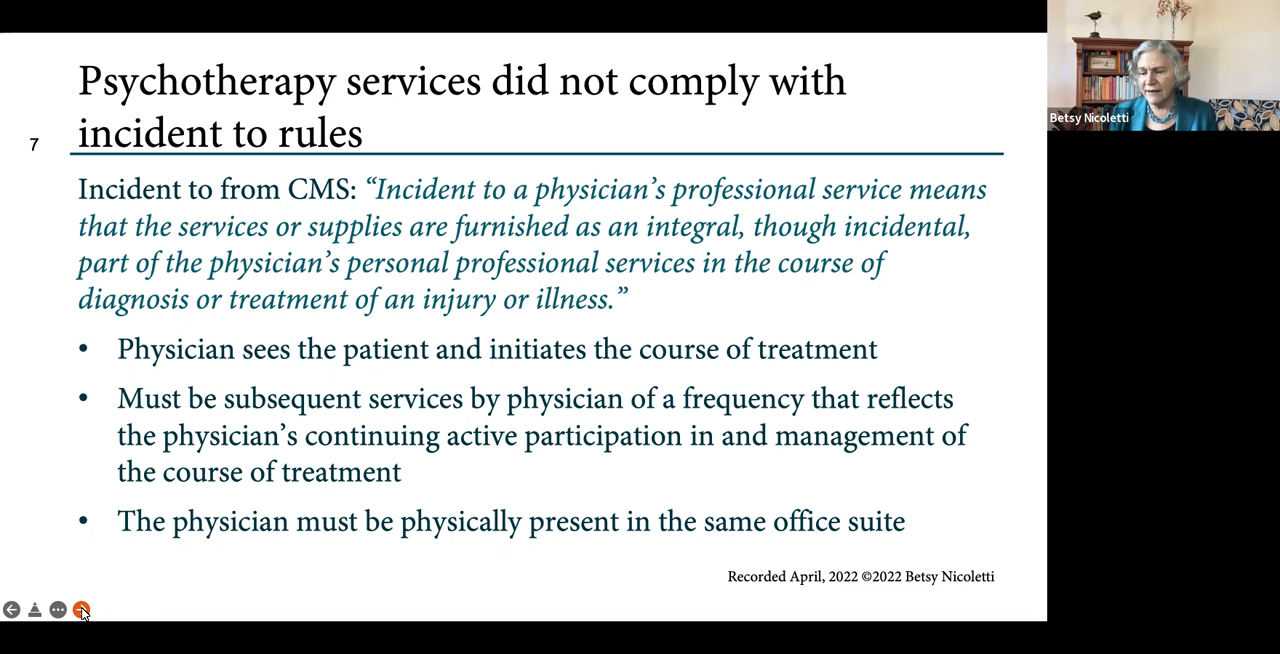 Psychotherapy services did not comply with
incident to rules
7
Incident to from CMS: “Incident to a physician’s professional service means
that the services or supplies are furnished as an integral, though incidental,
part of the physician’s personal professional services in the course of
diagnosis or treatment of an injury or illness.”
• Physician sees the patient and initiates the course of treatment
• Must be subsequent services by physician of a frequency that reflects
the physician’s continuing active participation in and management of
the course of treatment
• The physician must be physically present in the same office suite
Recorded April, 2022 ©2022 Betsy Nicoletti
Betsy Nicoletti